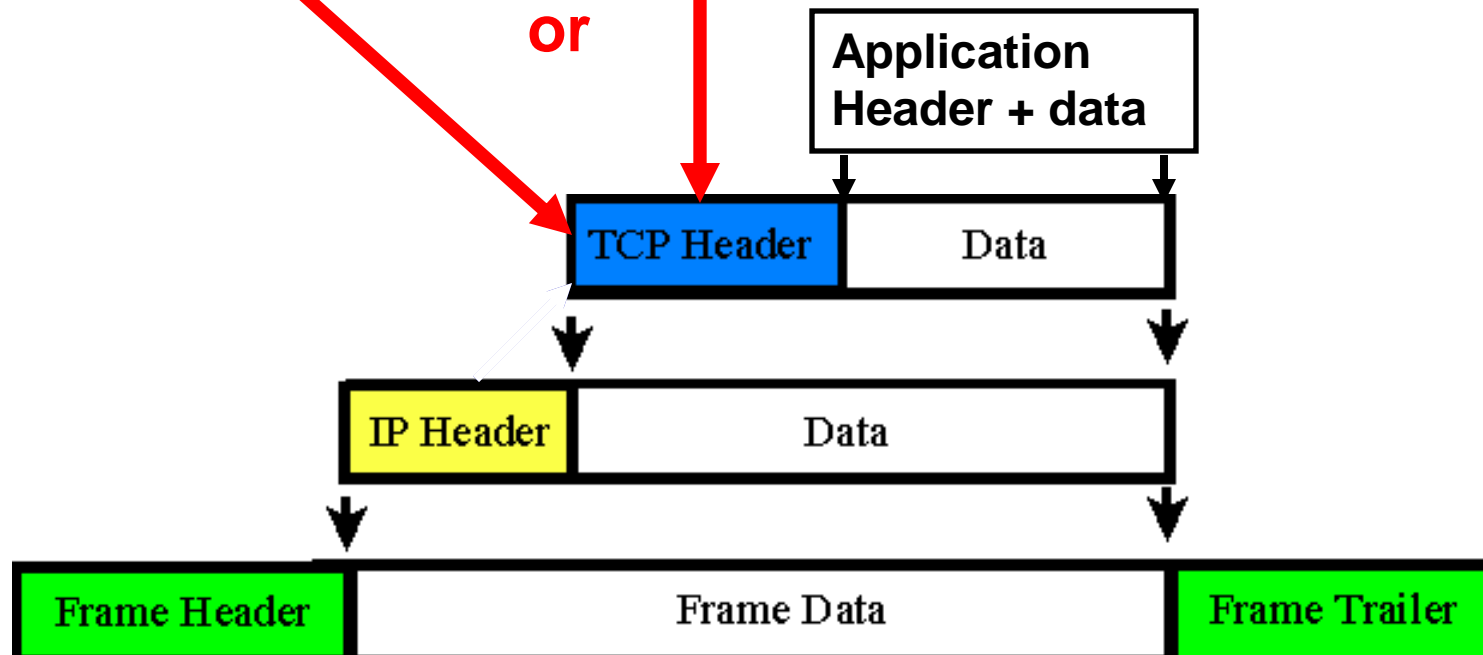 or
Application
Header + data
TCP Header
Data
IP Header
Data
Frame Header
Frame Data
Frame Trailer